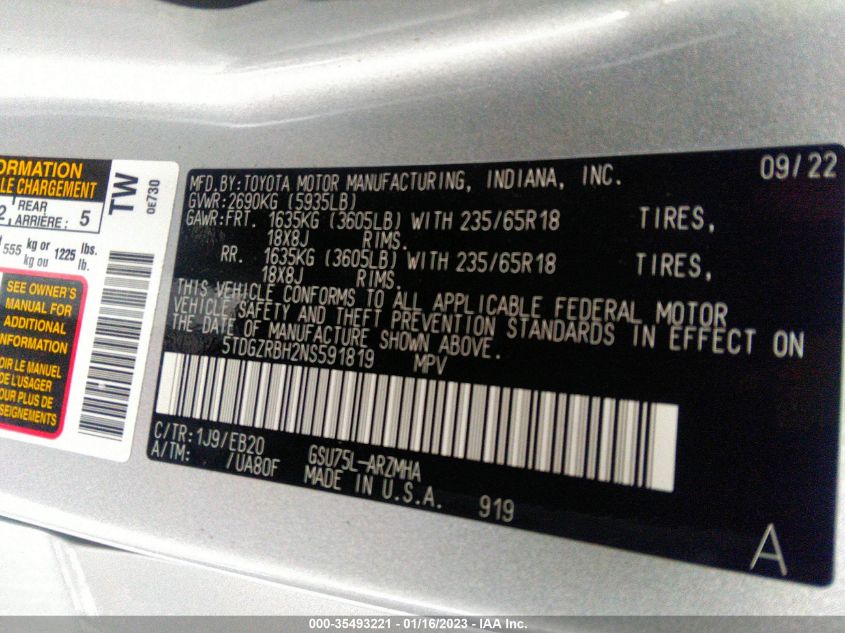 ORMATION
LE CHARGEMENT
2
REAR
ARRIÈRE: 5
555 kg or 1225 lbs.
kg ou lb.
TW
0E730
SEE OWNER'S
MANUAL FOR
ADDITIONAL
INFORMATION
OIR LE MANUEL
DE L'USAGER
OUR PLUS DE
SEIGNEMENTS
MFD.BY: TOYOTA MOTOR MANUFACTURING, INDIANA, INC. 09/22
GVWR: 2690KG (5935LB)
GAWR: FRT. 1635KG (3605LB) WITH 235/65R18 TIRES,
18X8J RIMS.
RR. 1635KG (3605LB) WITH 235/65R18 TIRES,
18X8J RIMS.
THIS VEHICLE CONFORMS TO ALL APPLICABLE FEDERAL MOTOR
VEHICLE SAFETY AND THEFT PREVENTION STANDARDS IN EFFECT ON
THE DATE OF MANUFACTURE SHOWN ABOVE.
5TDGZRBH2NS591819 MPV
C/TR: 1J9/EB20 GSU75L-ARZMHA
A/TM: /UA80F MADE IN U.S.A. 919
A
000-35493221 - 01/16/2023 - IAA Inc.